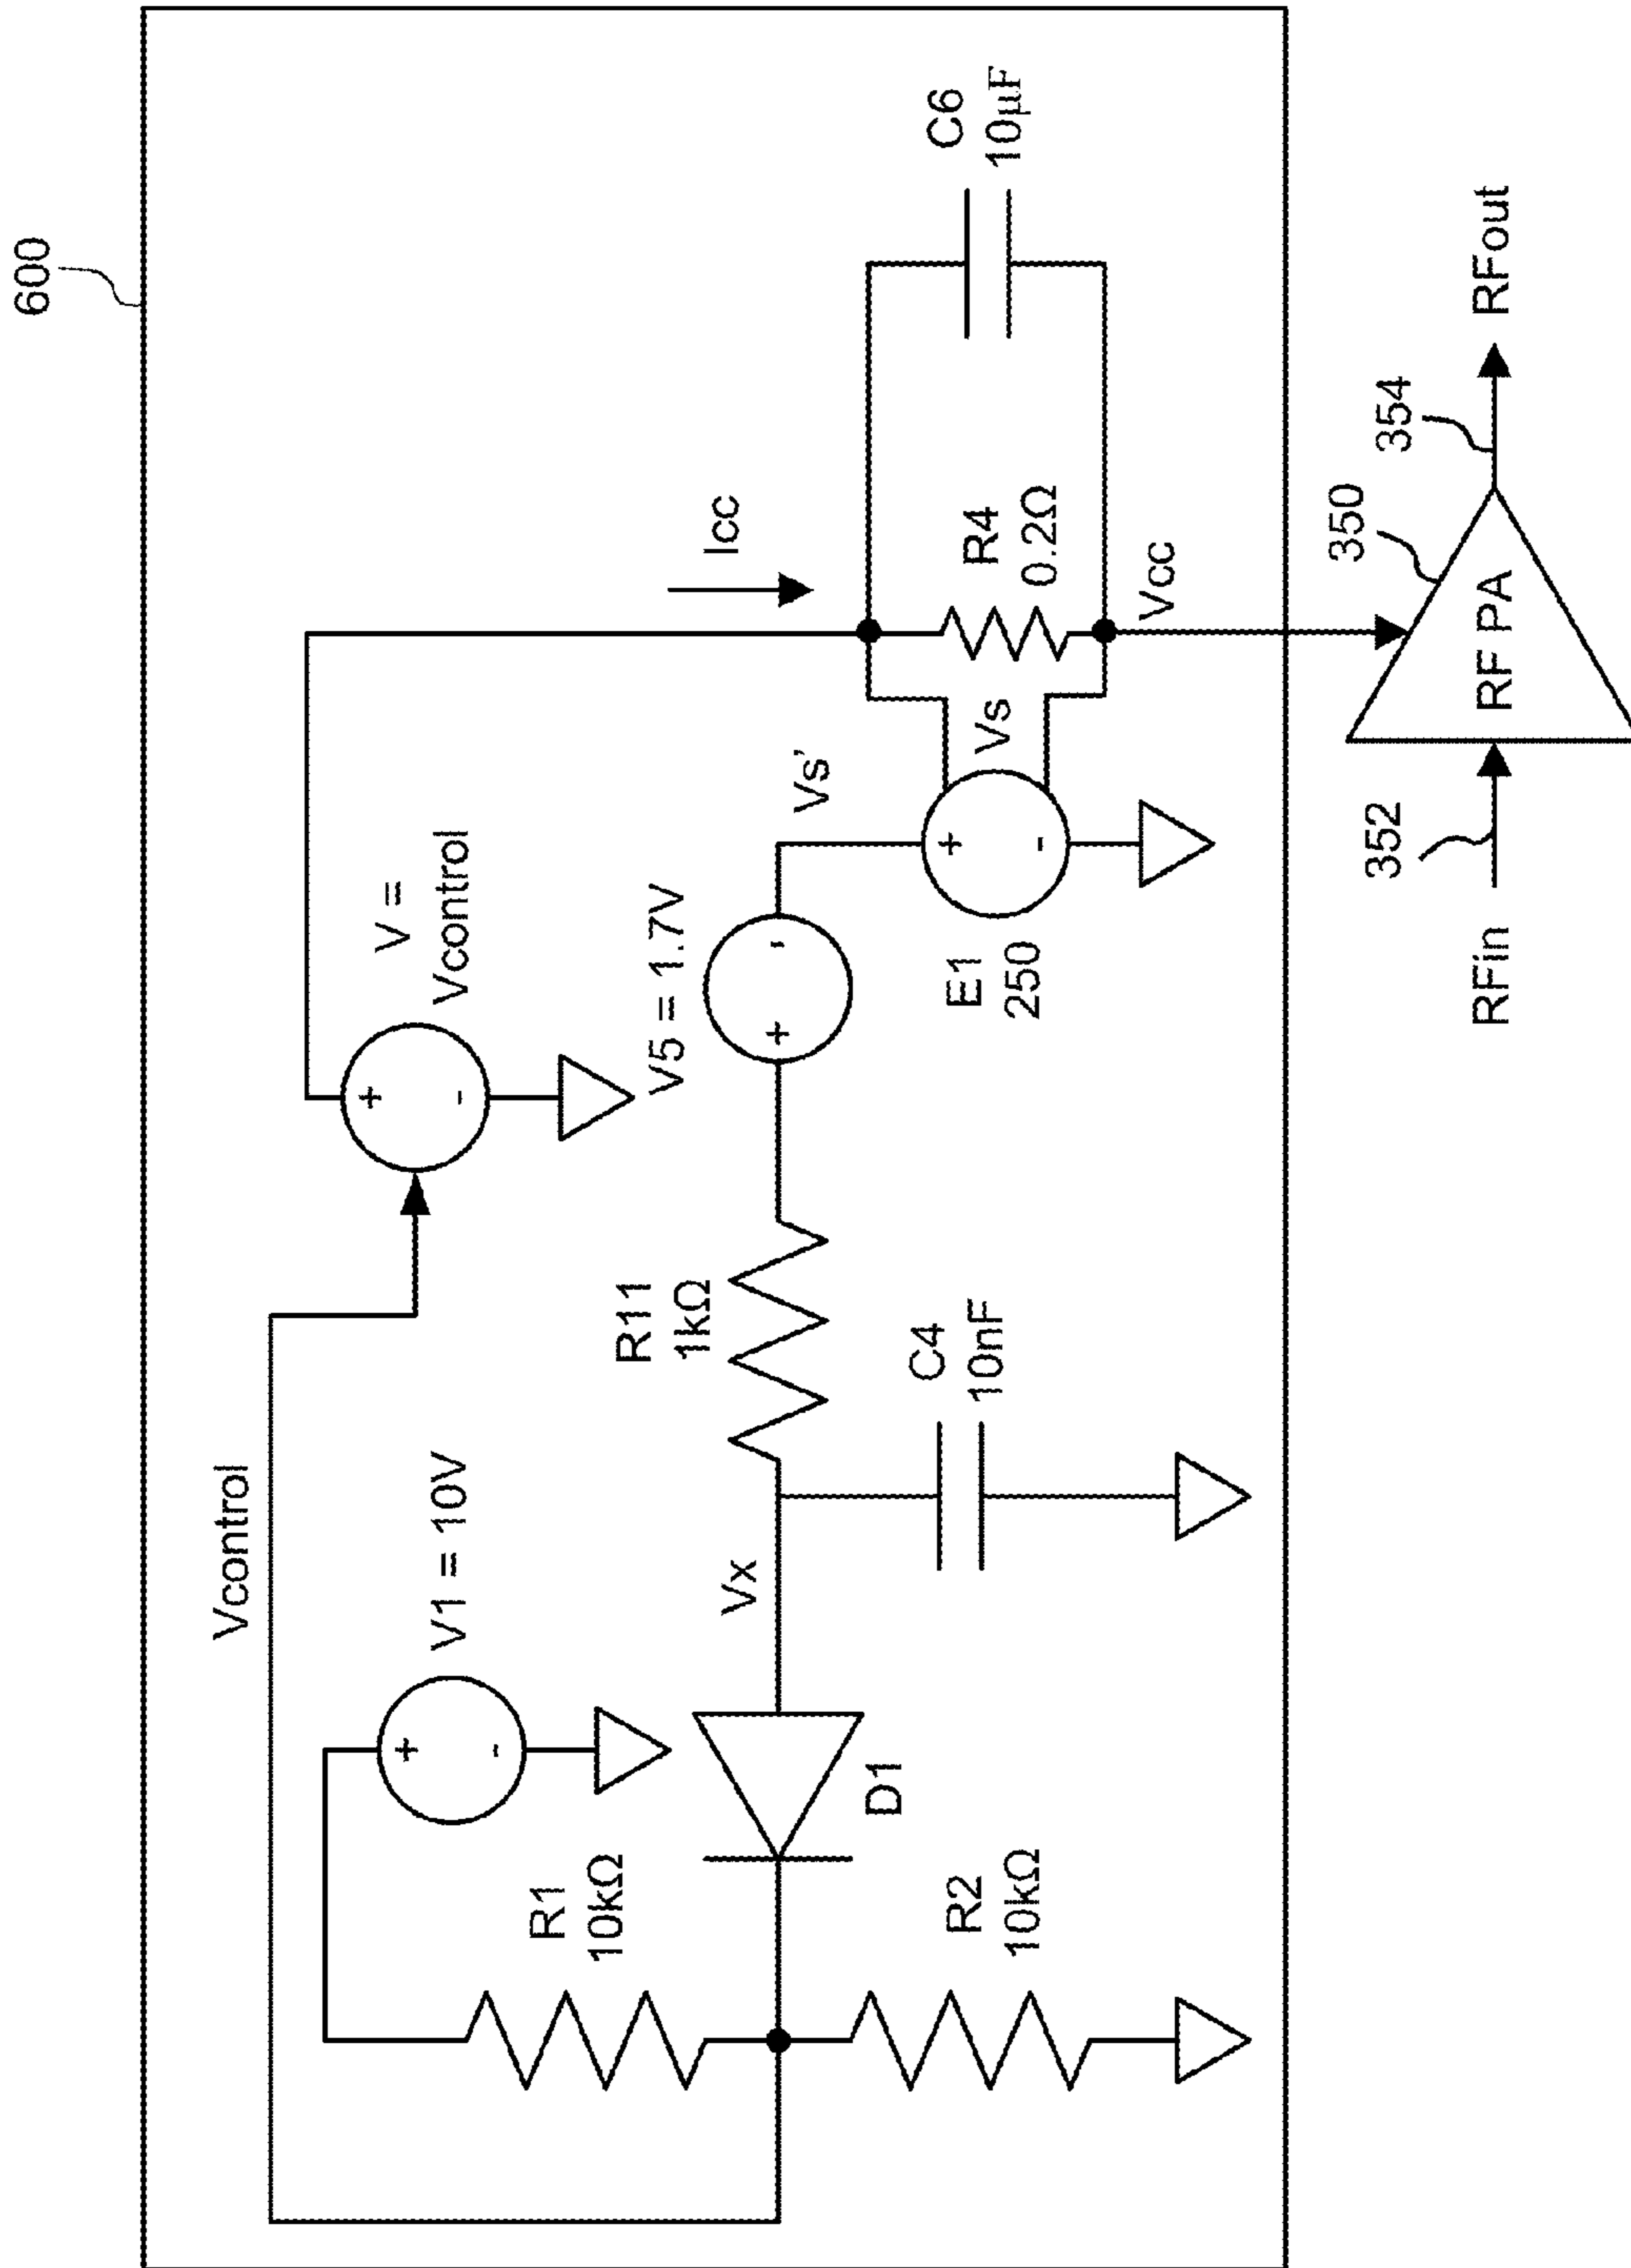 600
Vcontrol
V1 = 10V
V =
Vcontrol
Icc
R1
10kΩ
D1
Vx
R11
1kΩ
V5 = 1.7V
Vs'
Vs
R4
0.2Ω
C6
10µF
R2
10kΩ
C4
10nF
E1
250
Vcc
+
-
+
-
+
-
+
-
RFin
352
RF PA
350
354
RFout